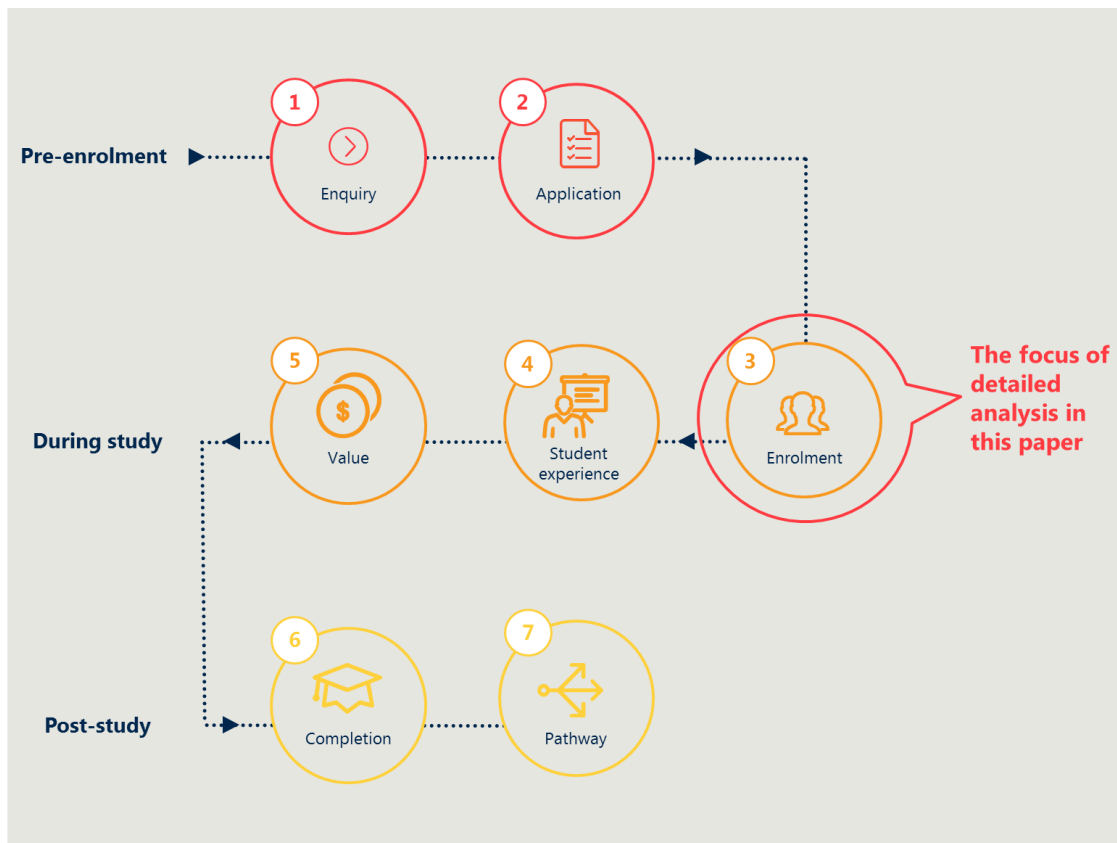 Pre-enrolment
1
Enquiry
2
Application
During study
5
$
Value
4
Student
experience
3
Enrolment
The focus of
detailed
analysis in
this paper
Post-study
6
Completion
7
Pathway